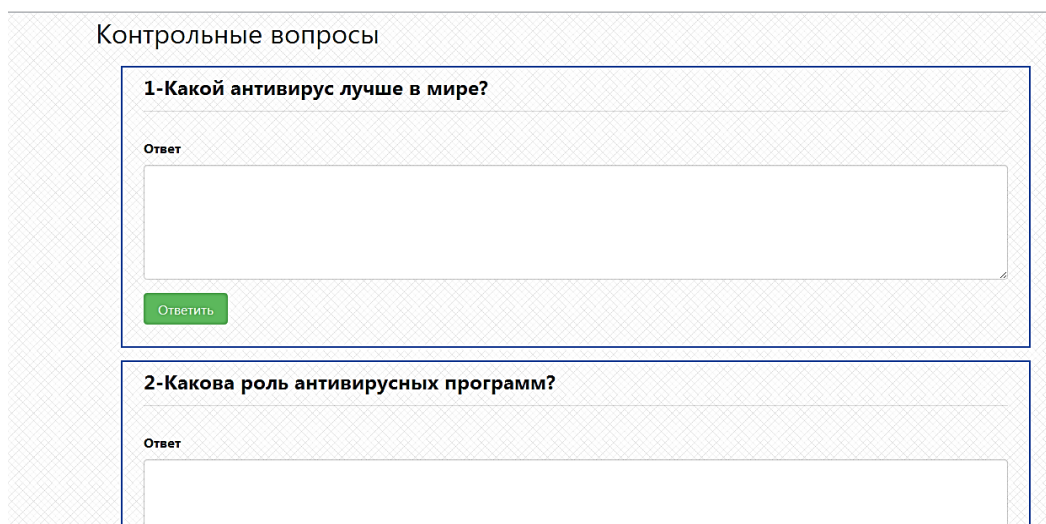 Контрольные вопросы
1-Какой антивирус лучше в мире?
Ответ
Ответить
2-Какова роль антивирусных программ?
Ответ